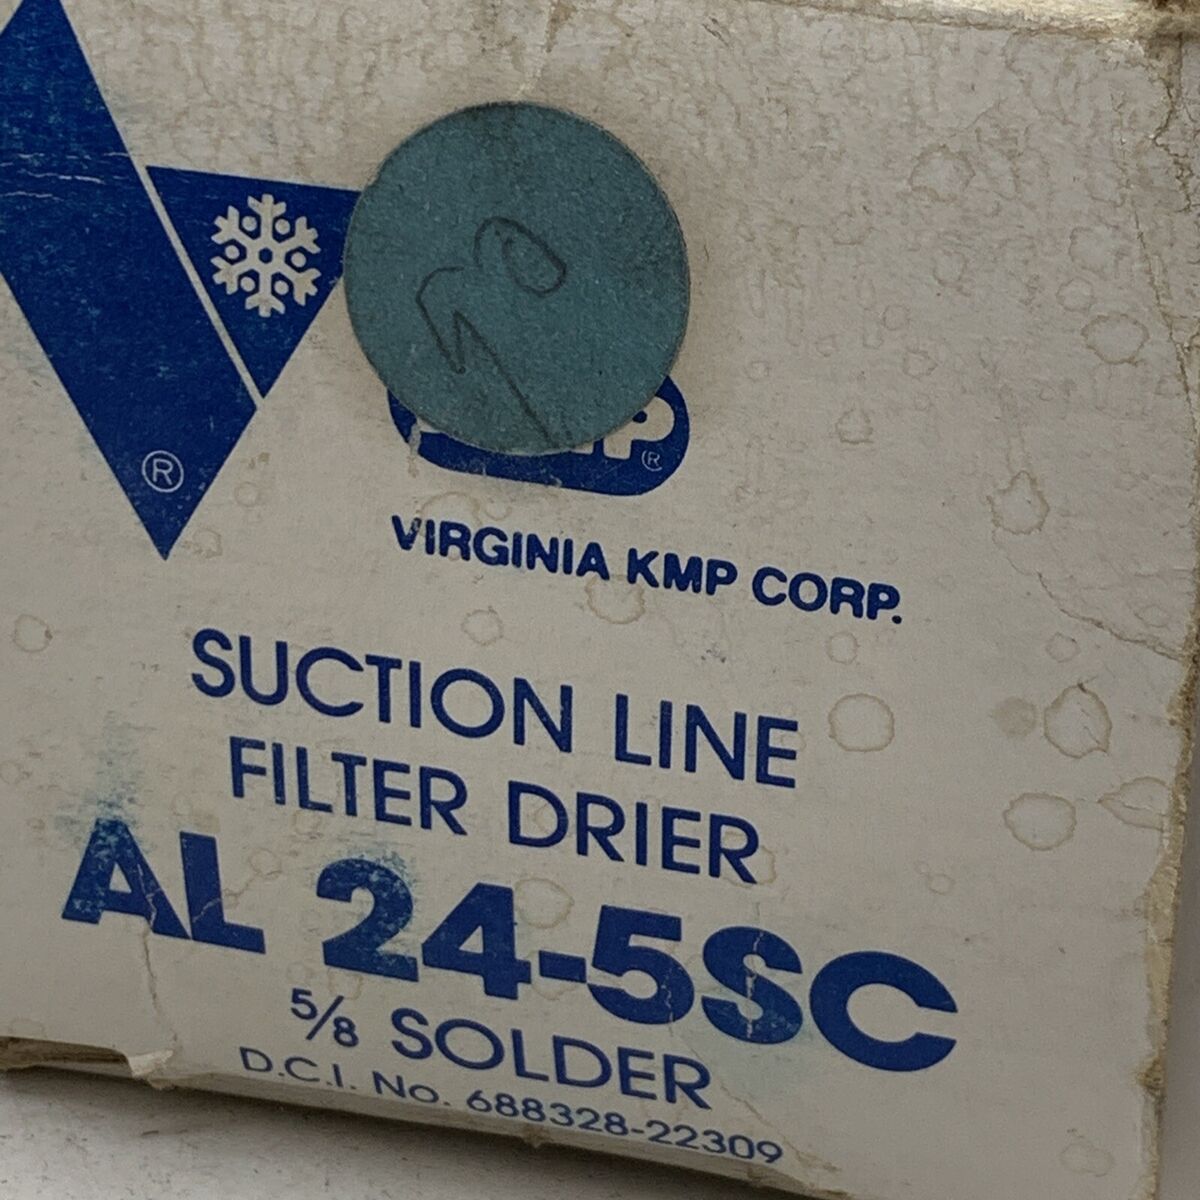 ®
®
VIRGINIA KMP CORP.
SUCTION LINE
FILTER DRIER
AL 24-5SC
5/8 SOLDER
D.C.I. No. 688328-22309